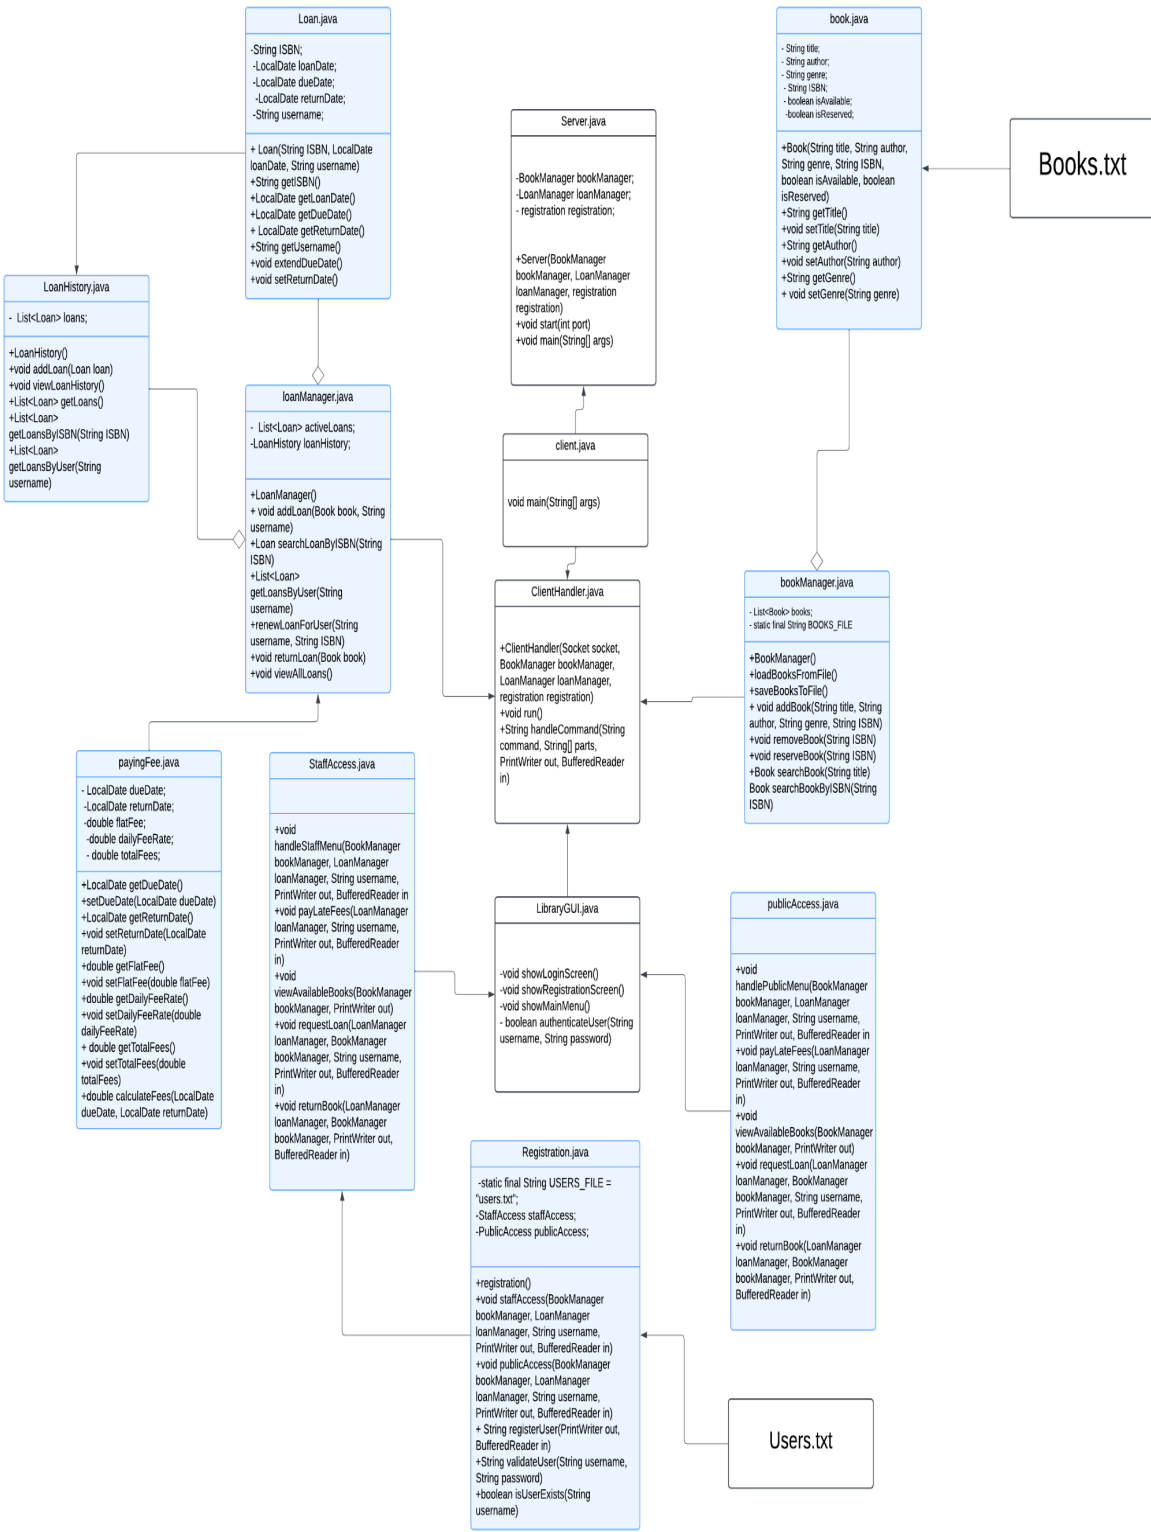 Loan.java
-String ISBN;
-LocalDate loanDate;
-LocalDate dueDate;
-LocalDate returnDate;
-String username;
+ Loan(String ISBN, LocalDate
loanDate, String username)
+String getISBN()
+LocalDate getLoanDate()
+LocalDate getDueDate()
+ LocalDate getReturnDate()
+String getUsername()
+void extendDueDate()
+void setReturnDate()
book.java
- String title;
- String author;
- String genre;
- String ISBN;
- boolean isAvailable;
-boolean isReserved;
+Book(String title, String author,
String genre, String ISBN,
boolean isAvailable, boolean
isReserved)
+String getTitle()
+void setTitle(String title)
+String getAuthor()
+void setAuthor(String author)
+String getGenre()
+ void setGenre(String genre)
Books.txt
Server.java
-BookManager bookManager;
-LoanManager loanManager;
- registration registration;
+Server(BookManager
bookManager, LoanManager
loanManager, registration
registration)
+void start(int port)
+void main(String[] args)
LoanHistory.java
- List<Loan> loans;
+LoanHistory()
+void addLoan(Loan loan)
+void viewLoanHistory()
+List<Loan> getLoans()
+List<Loan>
getLoansByISBN(String ISBN)
+List<Loan>
getLoansByUser(String
username)
loanManager.java
- List<Loan> activeLoans;
-LoanHistory loanHistory;
+LoanManager()
+ void addLoan(Book book, String
username)
+Loan searchLoanByISBN(String
ISBN)
+List<Loan>
getLoansByUser(String
username)
+renewLoanForUser(String
username, String ISBN)
+void returnLoan(Book book)
+void viewAllLoans()
client.java
void main(String[] args)
ClientHandler.java
+ClientHandler(Socket socket,
BookManager bookManager,
LoanManager loanManager,
registration registration)
+void run()
+String handleCommand(String
command, String[] parts,
PrintWriter out, BufferedReader
in)
bookManager.java
- List<Book> books;
- static final String BOOKS_FILE
+BookManager()
+loadBooksFromFile()
+saveBooksToFile()
+ void addBook(String title, String
author, String genre, String ISBN)
+void removeBook(String ISBN)
+void reserveBook(String ISBN)
+Book searchBook(String title)
Book searchBookByISBN(String
ISBN)
payingFee.java
- LocalDate dueDate;
-LocalDate returnDate;
-double flatFee;
-double dailyFeeRate;
- double totalFees;
+LocalDate getDueDate()
+setDueDate(LocalDate dueDate)
+LocalDate getReturnDate()
+void setReturnDate(LocalDate
returnDate)
+double getFlatFee()
+void setFlatFee(double flatFee)
+double getDailyFeeRate()
+void setDailyFeeRate(double
dailyFeeRate)
+ double getTotalFees()
+void setTotalFees(double
totalFees)
+double calculateFees(LocalDate
dueDate, LocalDate returnDate)
StaffAccess.java
+void
handleStaffMenu(BookManager
bookManager, LoanManager
loanManager, String username,
PrintWriter out, BufferedReader in
+void payLateFees(LoanManager
loanManager, String username,
PrintWriter out, BufferedReader
in)
+void
viewAvailableBooks(BookManager
bookManager, PrintWriter out)
+void requestLoan(LoanManager
loanManager, BookManager
bookManager, String username,
PrintWriter out, BufferedReader
in)
+void returnBook(LoanManager
loanManager, BookManager
bookManager, PrintWriter out,
BufferedReader in)
LibraryGUI.java
-void showLoginScreen()
-void showRegistrationScreen()
-void showMainMenu()
- boolean authenticateUser(String
username, String password)
publicAccess.java
+void
handlePublicMenu(BookManager
bookManager, LoanManager
loanManager, String username,
PrintWriter out, BufferedReader in
+void payLateFees(LoanManager
loanManager, String username,
PrintWriter out, BufferedReader
in)
+void
viewAvailableBooks(BookManager
bookManager, PrintWriter out)
+void requestLoan(LoanManager
loanManager, BookManager
bookManager, String username,
PrintWriter out, BufferedReader
in)
+void returnBook(LoanManager
loanManager, BookManager
bookManager, PrintWriter out,
BufferedReader in)
Registration.java
-static final String USERS_FILE =
"users.txt";
-StaffAccess staffAccess;
-PublicAccess publicAccess;
+registration()
+void staffAccess(BookManager
bookManager, LoanManager
loanManager, String username,
PrintWriter out, BufferedReader in)
+void publicAccess(BookManager
bookManager, LoanManager
loanManager, String username,
PrintWriter out, BufferedReader in)
+ String registerUser(PrintWriter out,
BufferedReader in)
+String validateUser(String username,
String password)
+boolean isUserExists(String
username)
Users.txt